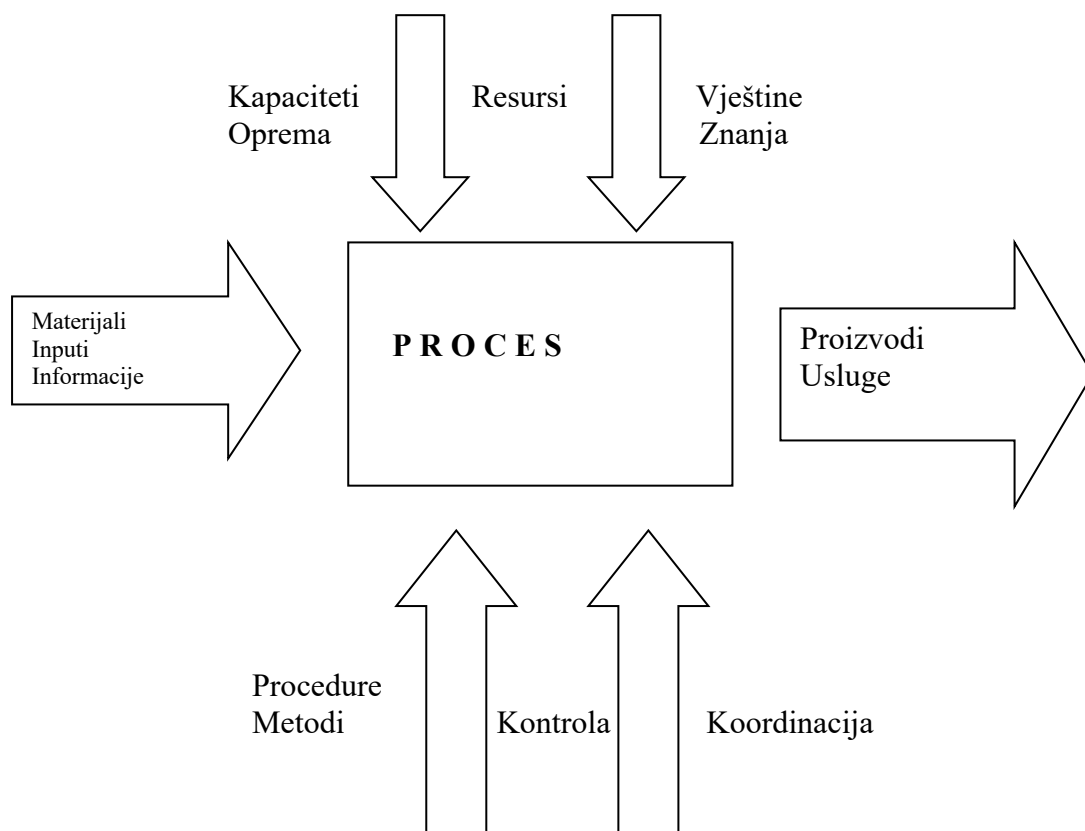 Kapaciteti Resursi Vještine
Oprema Znanja
Materijali
Inputi
Informacije
P R O C E S
Proizvodi
Usluge
Procedure
Metodi Kontrola Koordinacija